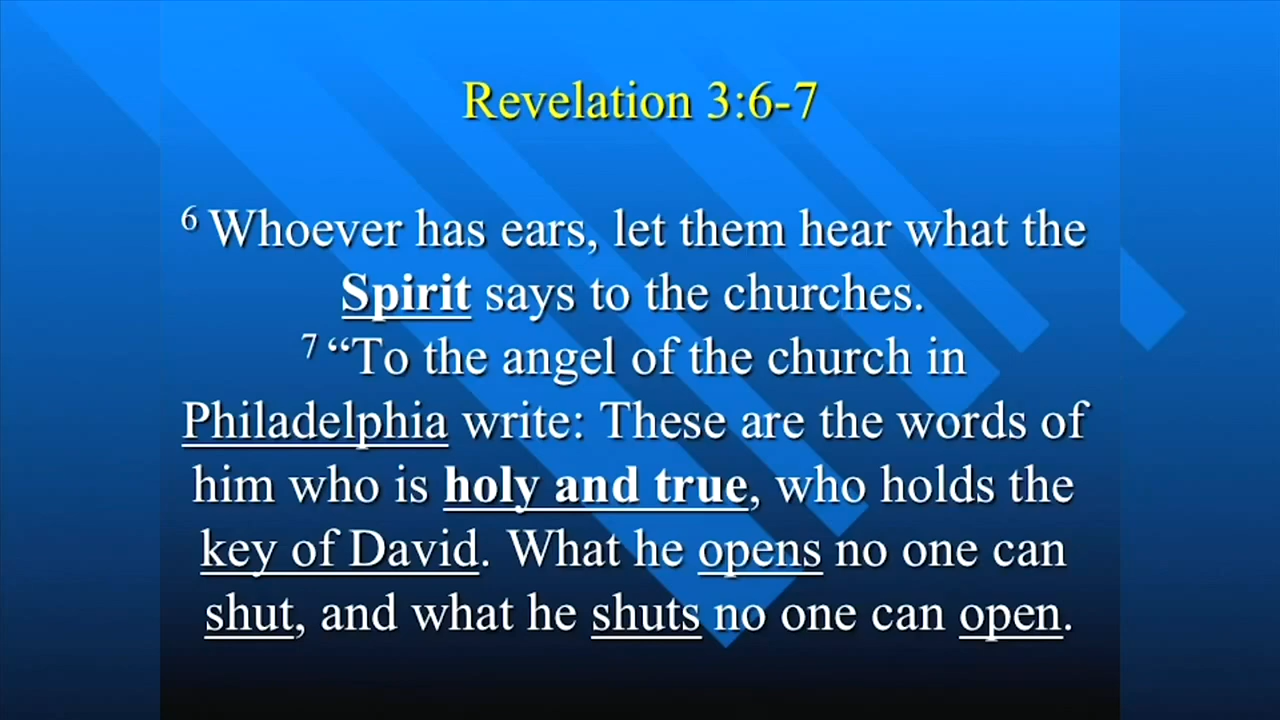 Revelation 3:6-7
6 Whoever has ears, let them hear what the
Spirit says to the churches.
7 “To the angel of the church in
Philadelphia write: These are the words of
him who is holy and true, who holds the
key of David. What he opens no one can
shut, and what he shuts no one can open.